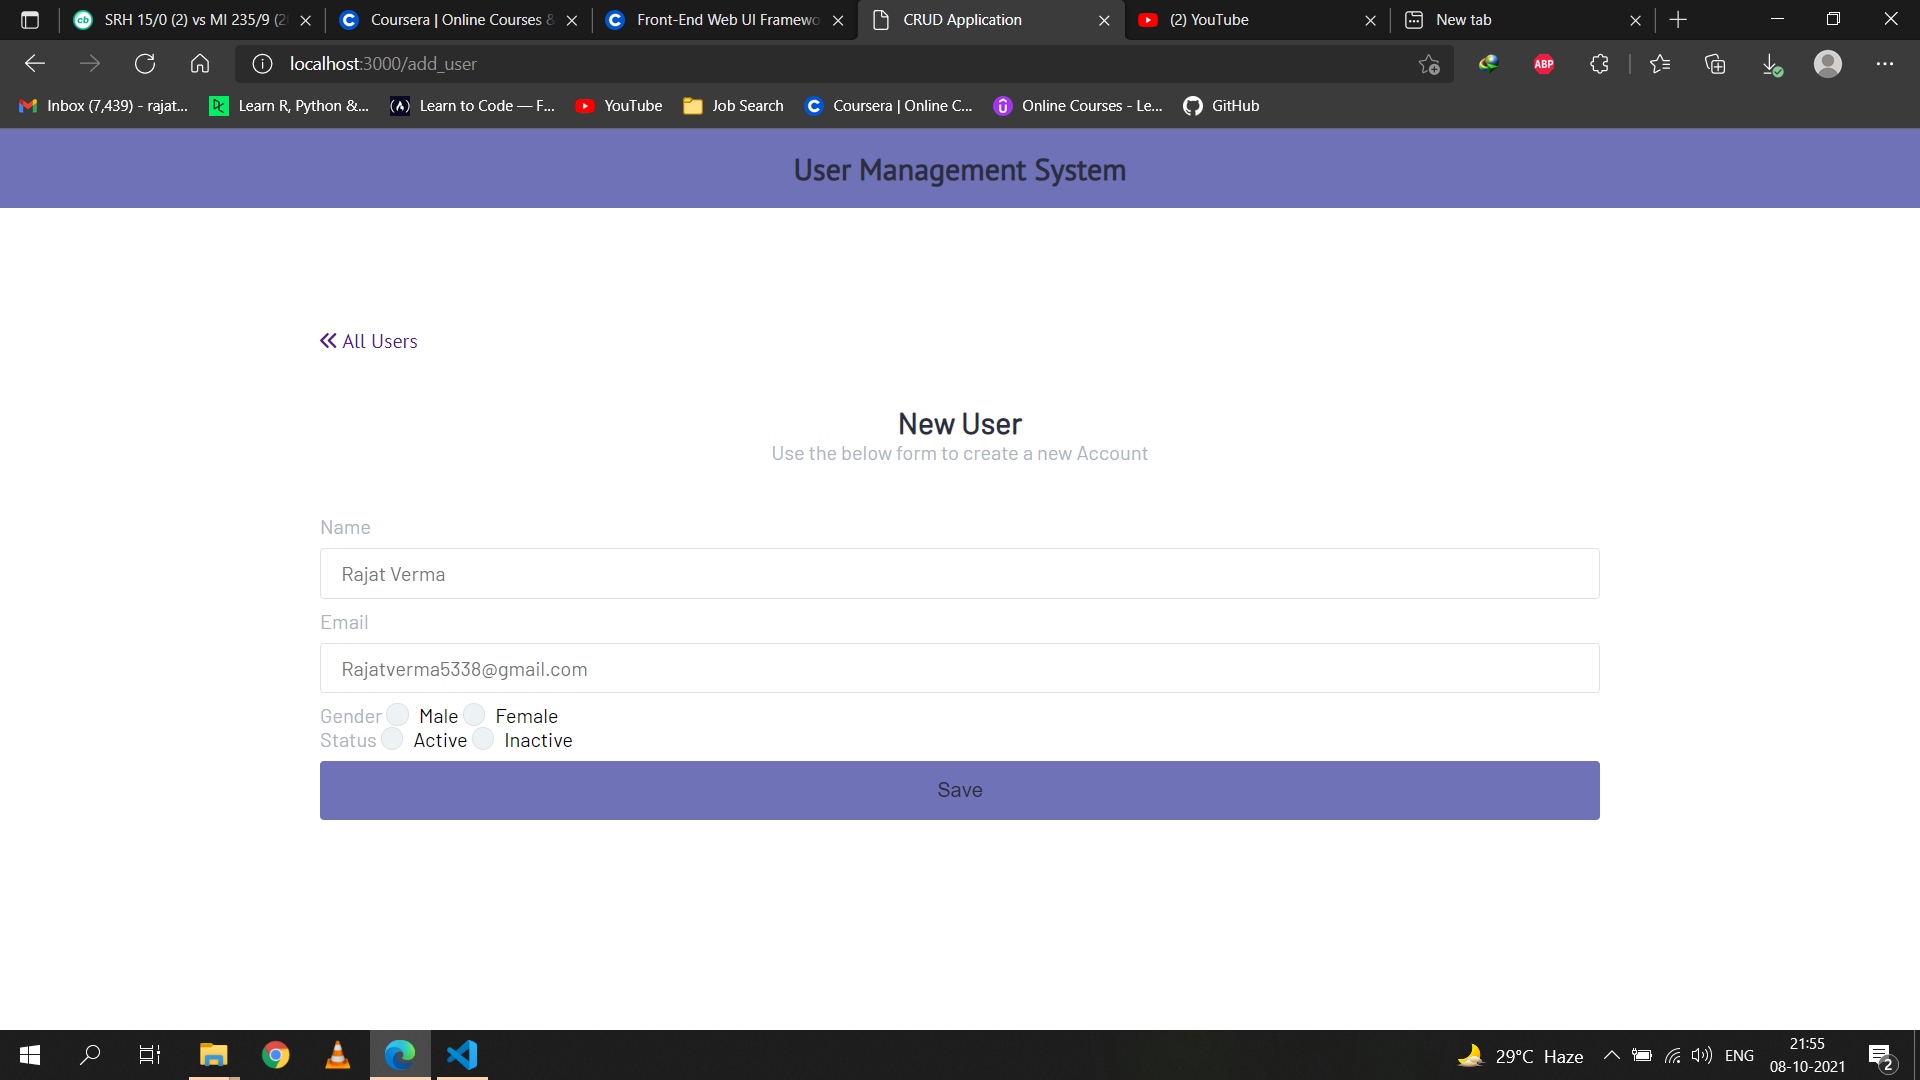 SRH 15/0 (2) vs MI 235/9 (2
Coursera | Online Courses &
Front-End Web UI Framewo
CRUD Application
(2) YouTube
New tab
localhost:3000/add_user
ABP
Inbox (7,439) - rajat...
Learn R, Python &...
Learn to Code — F...
YouTube
Job Search
Coursera | Online C...
Online Courses - Le...
GitHub
User Management System
All Users
New User
Use the below form to create a new Account
Name
Rajat Verma
Email
Rajatverma5338@gmail.com
Gender Male Female
Status Active Inactive
Save
29°C Haze
ENG
21:55
08-10-2021
2